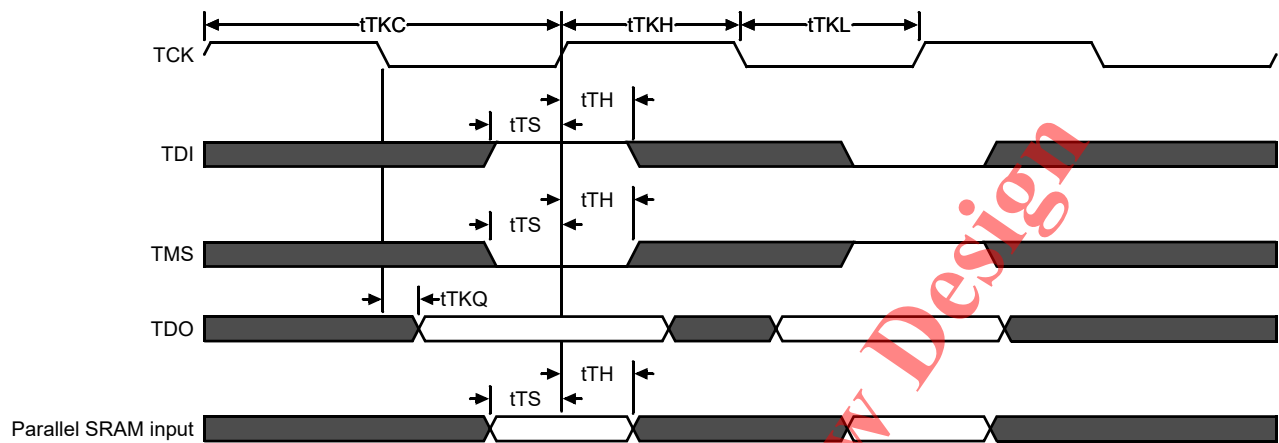 tTKC tTKH tTKL
TCK
tTH
tTS
TDI
tTH
tTS
TMS
tTKQ
TDO
tTH
tTS
Parallel SRAM input
Design